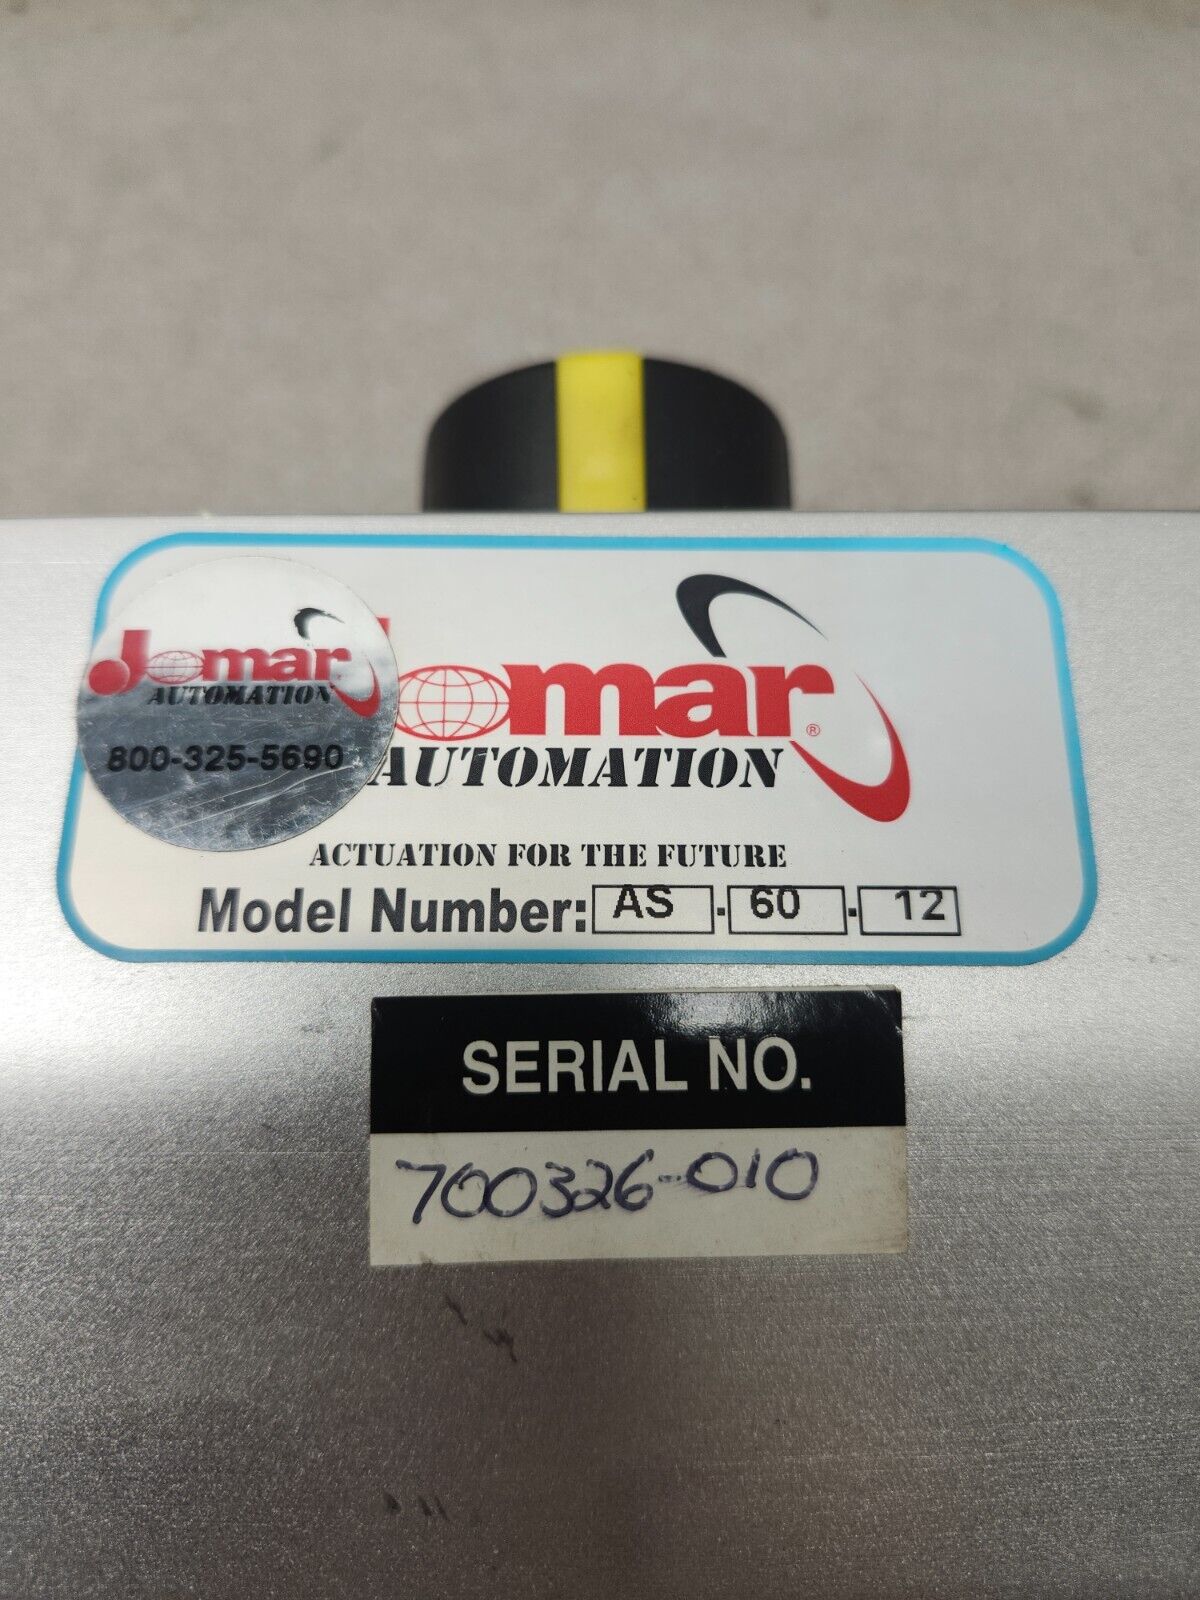 Jomar
AUTOMATION
800-325-5690
Jomar®
AUTOMATION
ACTUATION FOR THE FUTURE
Model Number: AS . 60 . 12
SERIAL NO.
700326-010